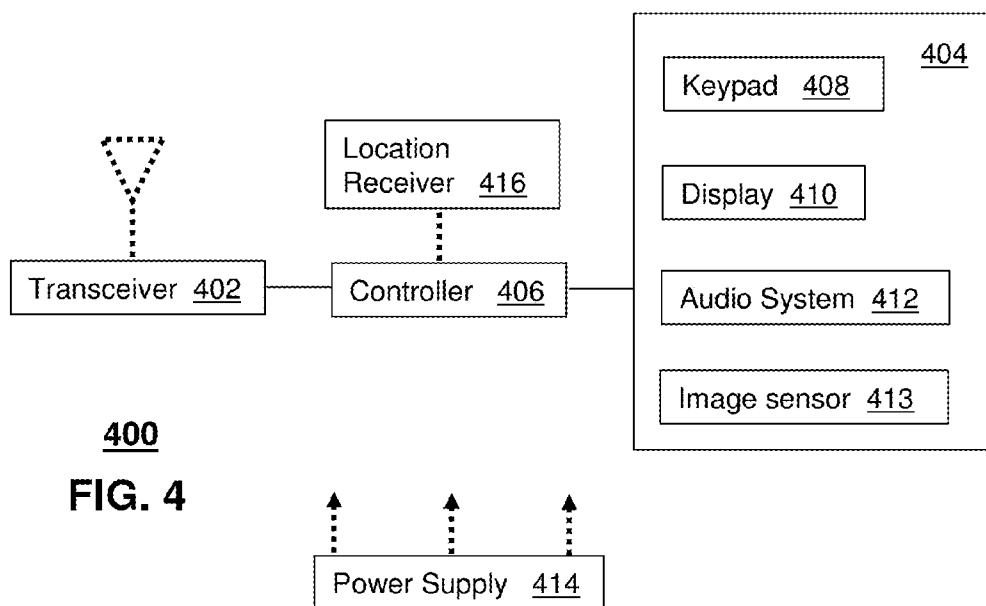 404
Keypad 408
Location
Receiver 416
Display 410
Transceiver 402
Controller 406
Audio System 412
Image sensor 413
400
FIG. 4
Power Supply 414